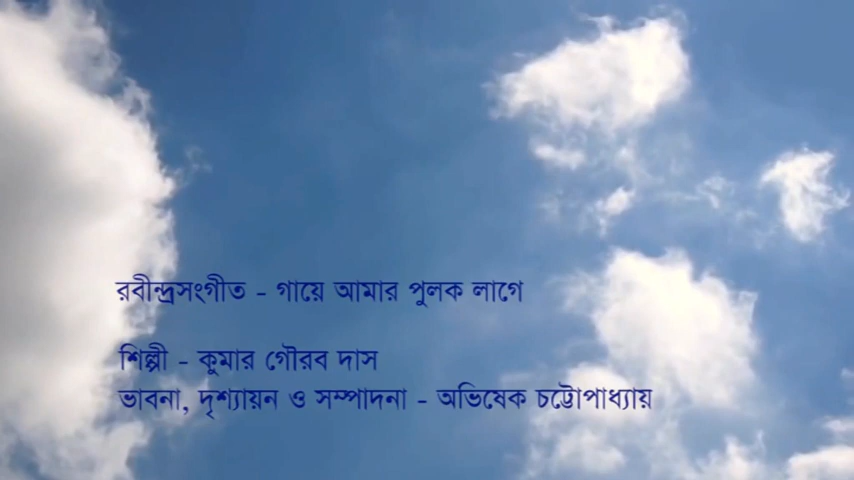 রবীন্দ্রসংগীত - গায়ে আমার পুলক লাগে
শিল্পী - কুমার গৌরব দাস
ভাবনা, দৃশ্যায়ন ও সম্পাদনা - অভিষেক চট্টোপাধ্যায়